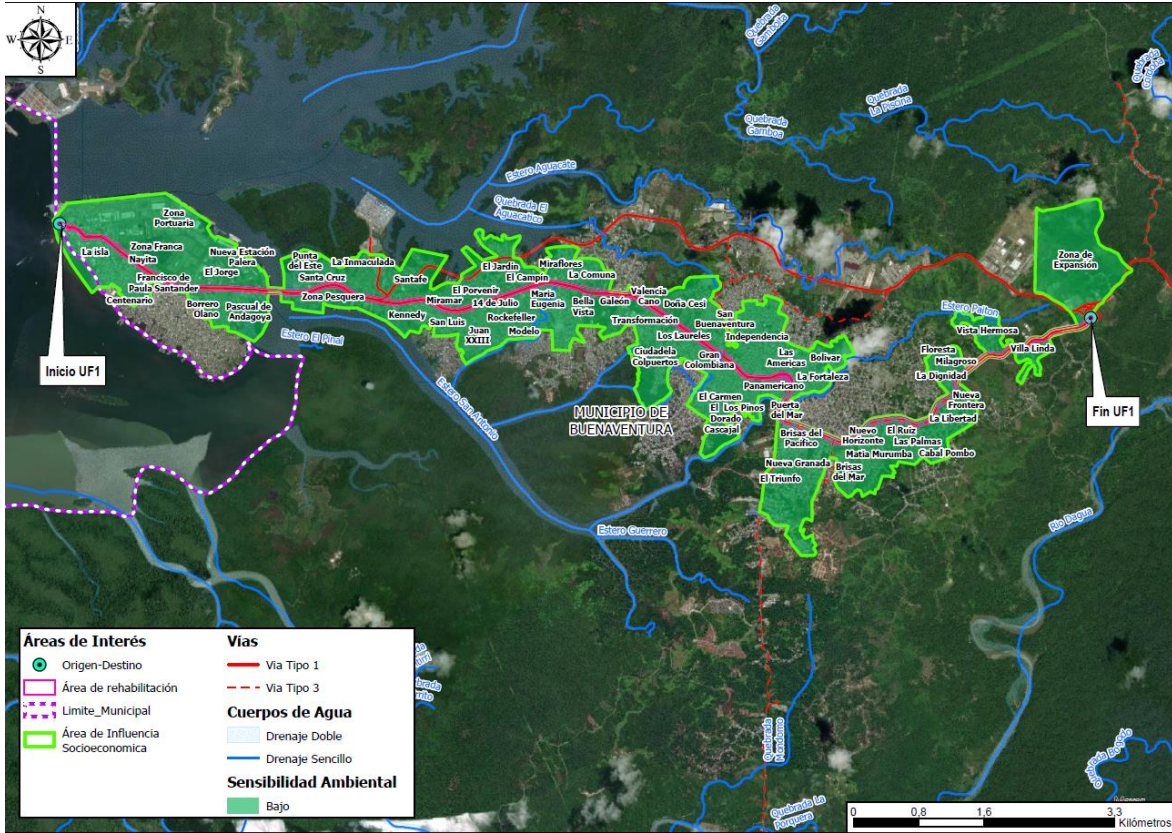 N
W
E
S
Quebrada
Gamboita
Quebrada
Gamboa
Quebrada
La Piscina
Estero Aguacate
Quebrada El
Aguacatico
Zona
Portuaria
La isla
Zona Franca
Nayita
Nueva Estación
Palera
El Jorge
Francisco de
Paula Santander
Centenario
Borrero
Olano
Pascual de
Andagoya
Inicio UF1
Punta
del Este
La Inmaculada
Santa Cruz
Zona Pesquera
Santafe
Miramar
Kennedy
San Luis
El Jardin
El Porvenir
14 de Julio
Rockefeller
Juan
XXIII
Modelo
Miraflores
El Campin
La Comuna
Maria
Eugenia
Bella
Vista
Galeón
Valencia
Cano
Doña Cesi
San
Buenaventura
Independencia
Transformación
Los Laureles
Ciudadela
Colpuertos
Gran
Colombiana
Las
Americas
Bolivar
La Fortaleza
Panamericano
El Carmen
El
Dorado
Los Pinos
Cascajal
Puerta
del Mar
Brisas del
Pacifico
Nueva Granada
El Triunfo
Brisas
del Mar
Nuevo
Horizonte
El Ruiz
Las Palmas
Matia Murumba
Cabal Pombo
Nueva
Frontera
La Libertad
La Dignidad
Floresta
Milagroso
Vista Hermosa
Villa Linda
Zona de
Expansión
Fin UF1
Estero El Pinal
Estero San Antonio
MUNICIPIO DE
BUENAVENTURA
Estero Guerrero
Rio Dagua
Quebrada
Mondomo
Quebrada La
Porquera
Áreas de Interés
Origen-Destino
Área de rehabilitación
Limite_Municipal
Área de Influencia
Socioeconomica
Vías
Via Tipo 1
Via Tipo 3
Cuerpos de Agua
Drenaje Doble
Drenaje Sencillo
Sensibilidad Ambiental
Bajo
0
0,8
1,6
3,3
Kilómetros